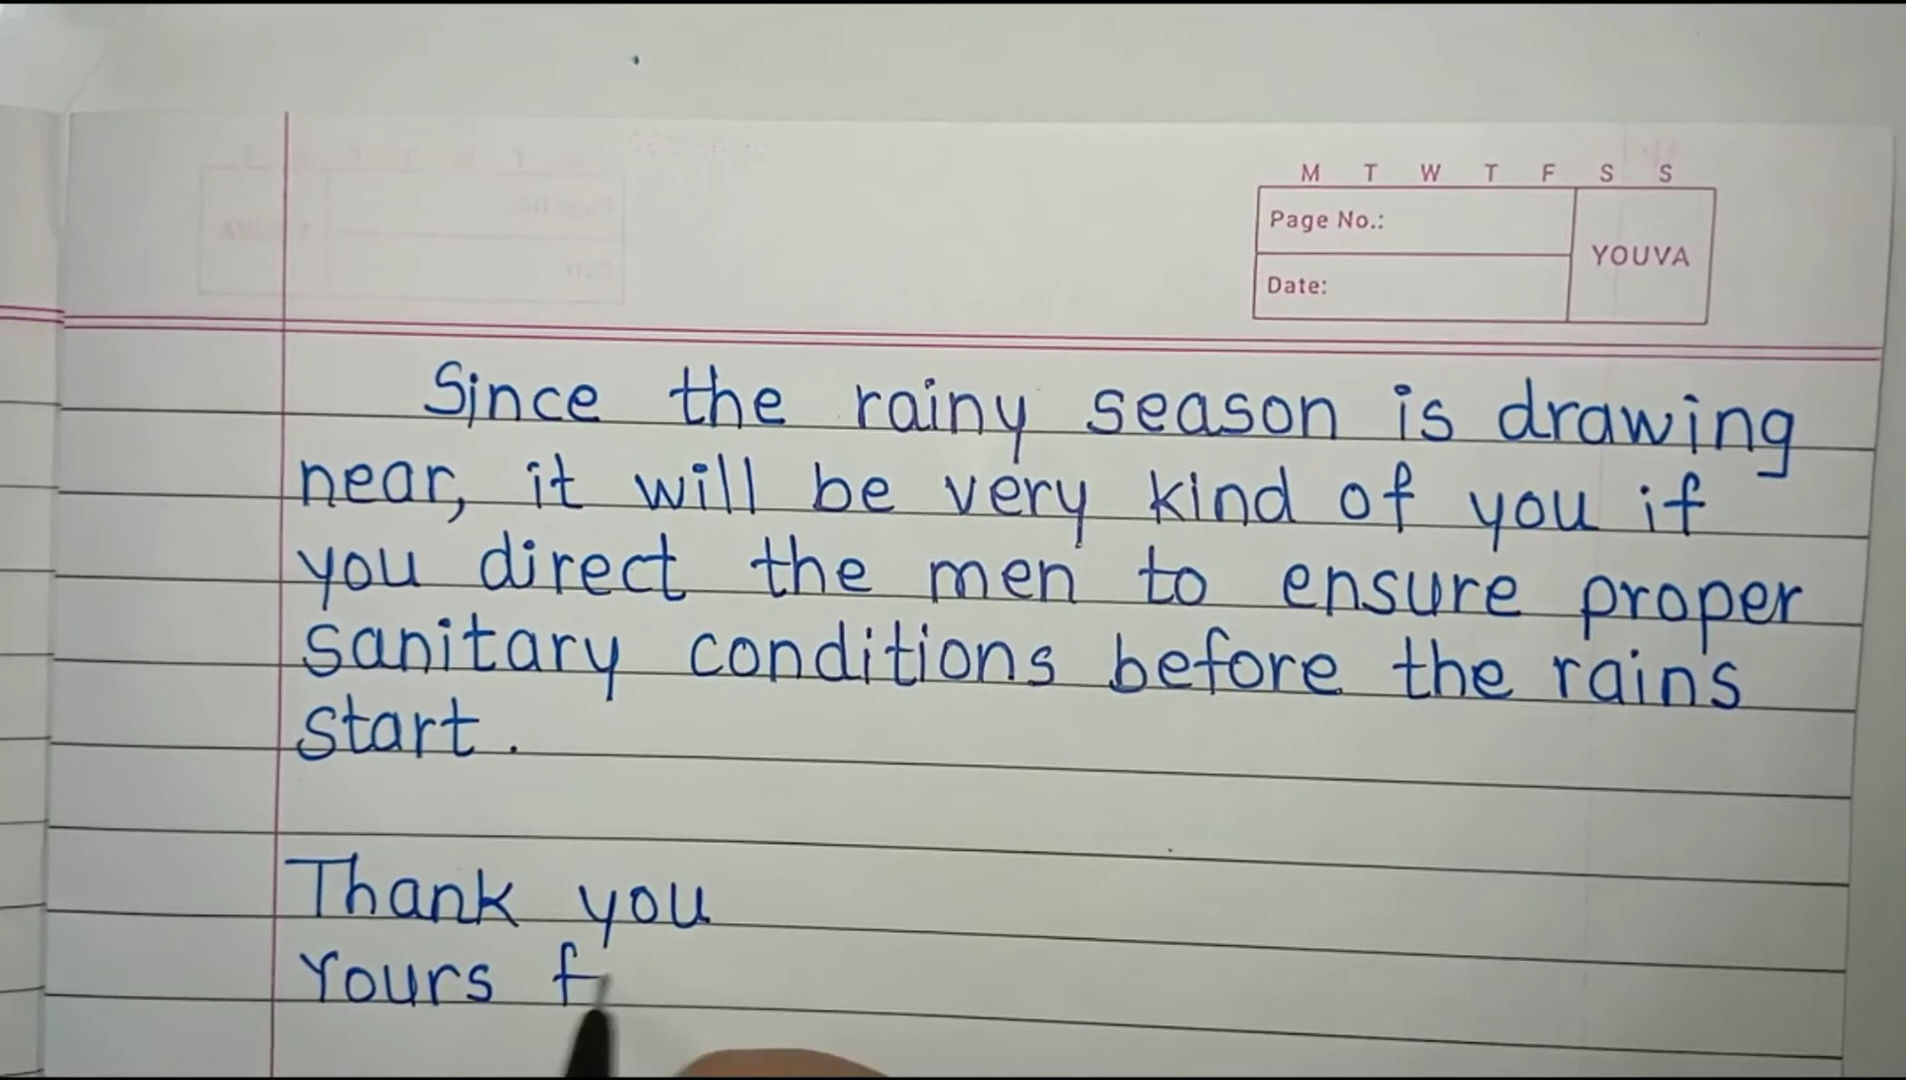 M T W T F S S
Page No.:
YOUVA
Date:
Since the rainy season is drawing
near, it will be very kind of you if
you direct the men to ensure proper
sanitary conditions before the rains
start.
Thank you
Yours f